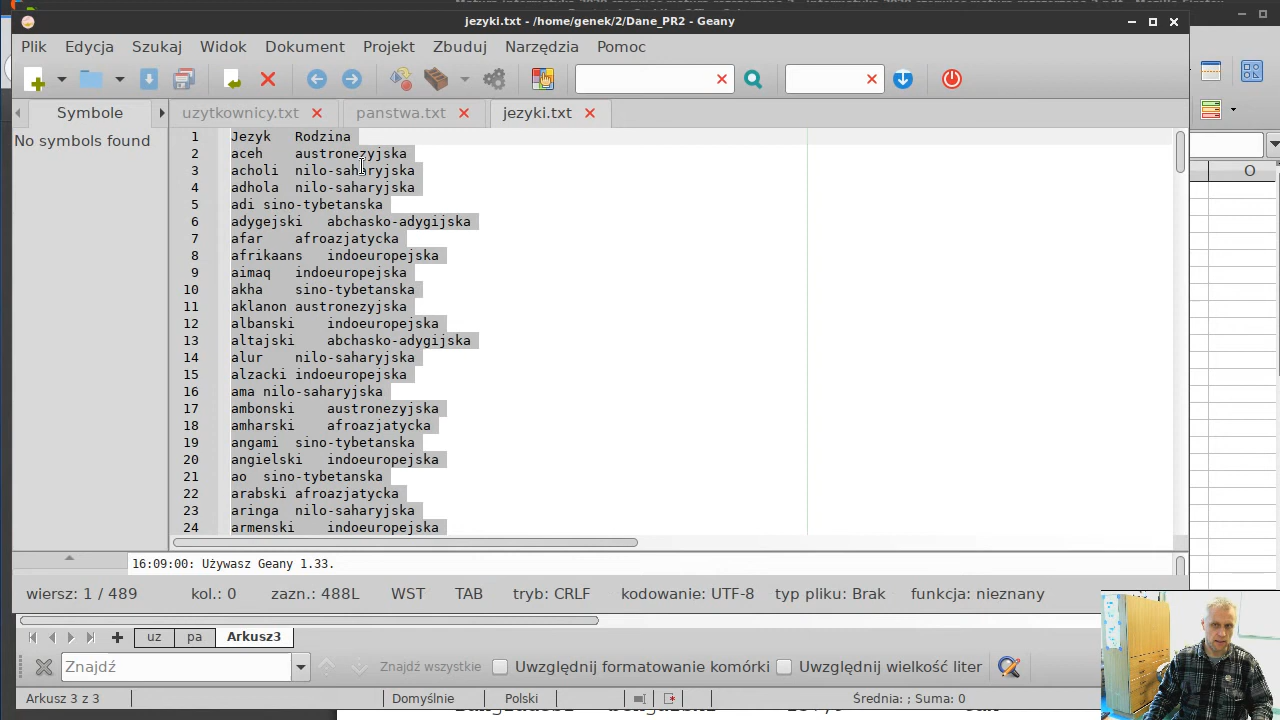 jezyki.txt - /home/genek/2/Dane_PR2 - Geany
Plik Edycja Szukaj Widok Dokument Projekt Zbuduj Narzędzia Pomoc
Symbole uzytkownicy.txt panstwa.txt jezyki.txt
No symbols found
1 Jezyk Rodzina
2 aceh austronezyjska
3 acholi nilo-saharyjska
4 adhola nilo-saharyjska
5 adi sino-tybetanska
6 adygejski abchasko-adygijska
7 afar afroazjatycka
8 afrikaans indoeuropejska
9 aimaq indoeuropejska
10 akha sino-tybetanska
11 aklanon austronezyjska
12 albanski indoeuropejska
13 altajski abchasko-adygijska
14 alur nilo-saharyjska
15 alzacki indoeuropejska
16 ama nilo-saharyjska
17 ambonski austronezyjska
18 amharski afroazjatycka
19 angami sino-tybetanska
20 angielski indoeuropejska
21 ao sino-tybetanska
22 arabski afroazjatycka
23 aringa nilo-saharyjska
24 armenski indoeuropejska
O
16:09:00: Używasz Geany 1.33.
wiersz: 1 / 489 kol.: 0 zazn.: 488L WST TAB tryb: CRLF kodowanie: UTF-8 typ pliku: Brak funkcja: nieznany
uz pa Arkusz3
Znajdź Znajdź wszystkie Uwzględnij formatowanie komórki Uwzględnij wielkość liter
Arkusz 3 z 3 Domyślnie Polski Średnia: ; Suma: 0